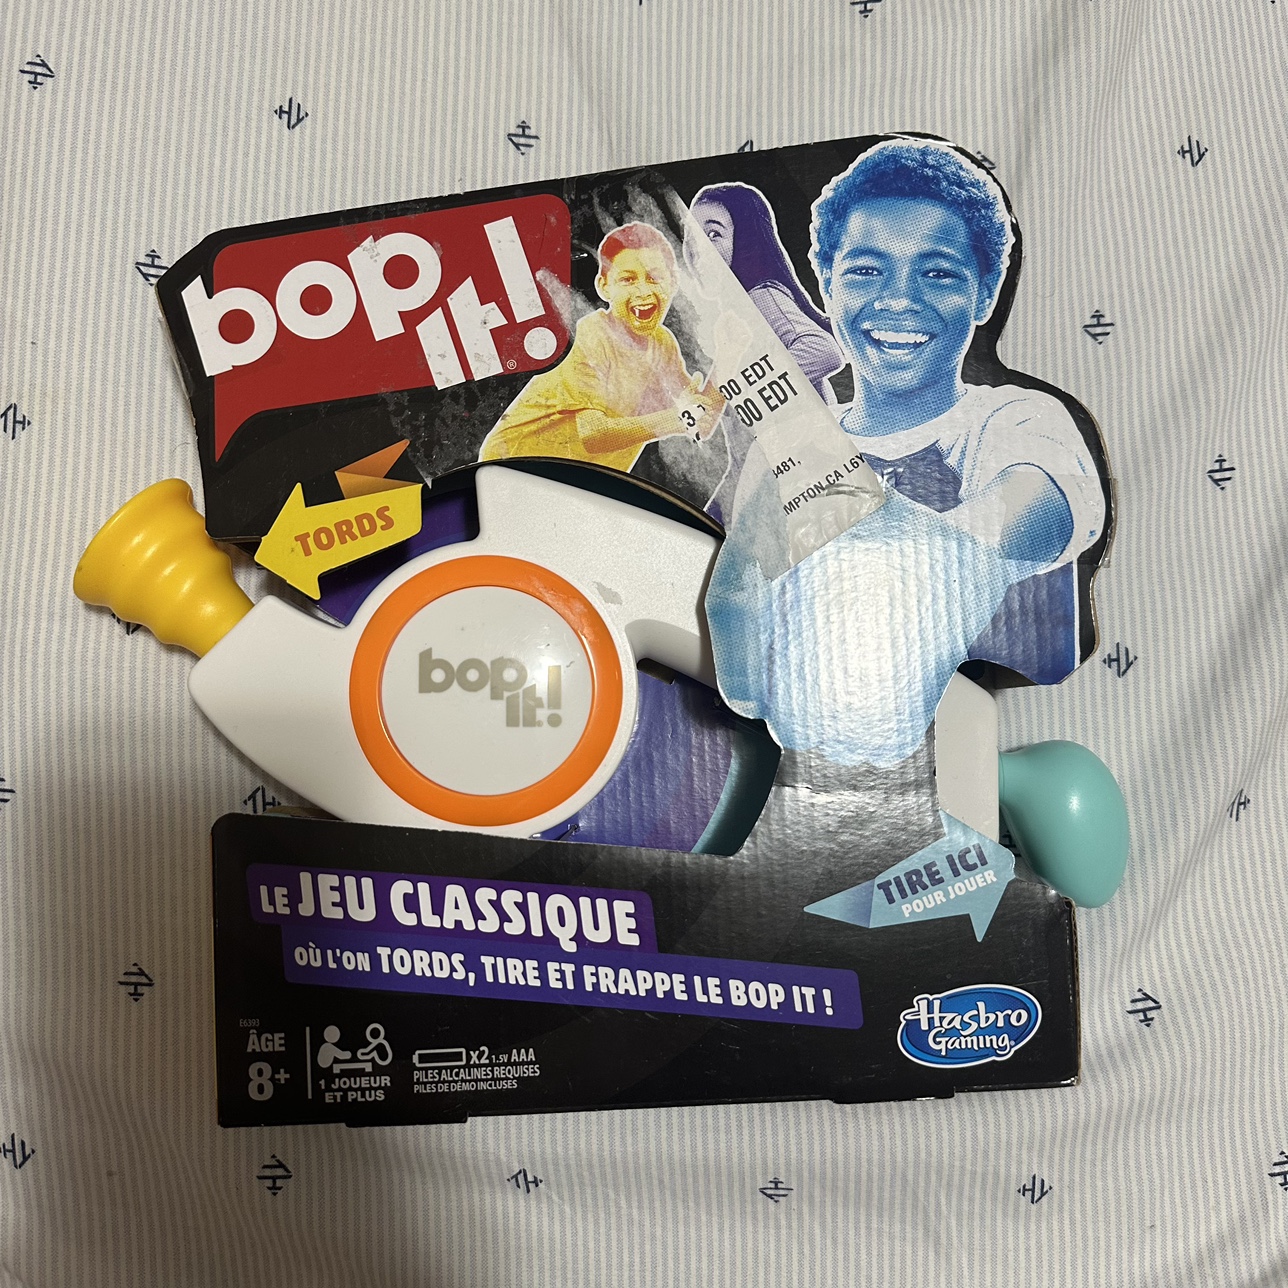 bop
It!®
00 EDT
00 EDT
481,
MPTON CA L6Y
TORDS
bop
It!
TIRE ICI
POUR JOUER
LE JEU CLASSIQUE
OÙ L'ON TORDS, TIRE ET FRAPPE LE BOP IT !
E6393
ÂGE
8+
1 JOUEUR
ET PLUS
x2 1.5V AAA
PILES ALCALINES REQUISES
PILES DE DÉMO INCLUSES
Hasbro
Gaming